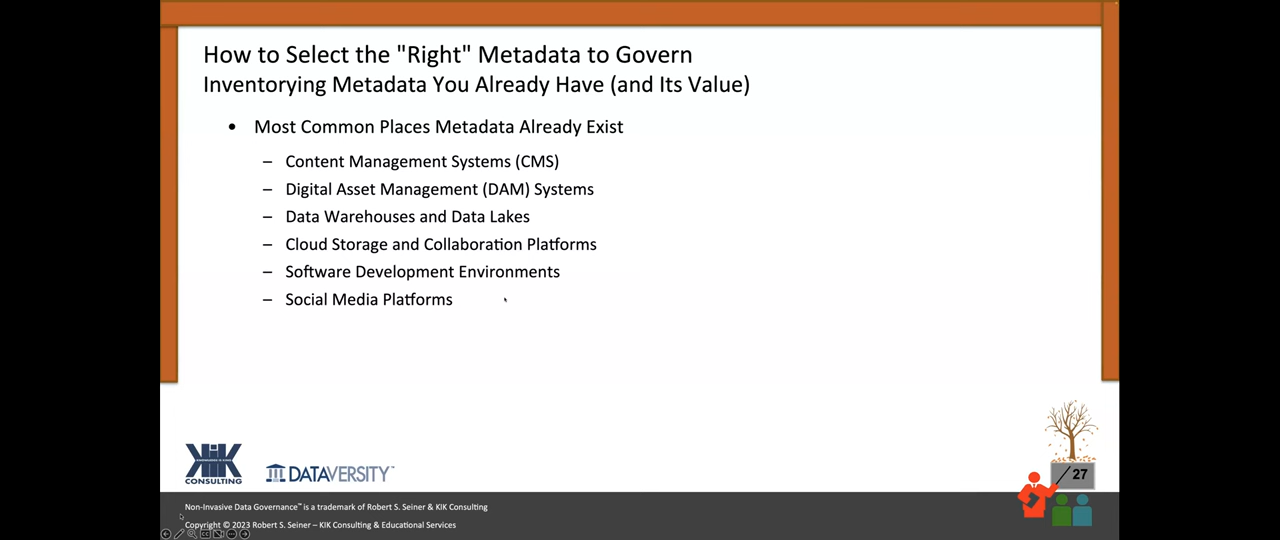 How to Select the "Right" Metadata to Govern
Inventorying Metadata You Already Have (and Its Value)
• Most Common Places Metadata Already Exist
– Content Management Systems (CMS)
– Digital Asset Management (DAM) Systems
– Data Warehouses and Data Lakes
– Cloud Storage and Collaboration Platforms
– Software Development Environments
– Social Media Platforms
KIK
CONSULTING
DATAVERSITY
27
Non-Invasive Data Governance™ is a trademark of Robert S. Seiner & KIK Consulting
Copyright © 2023 Robert S. Seiner – KIK Consulting & Educational Services